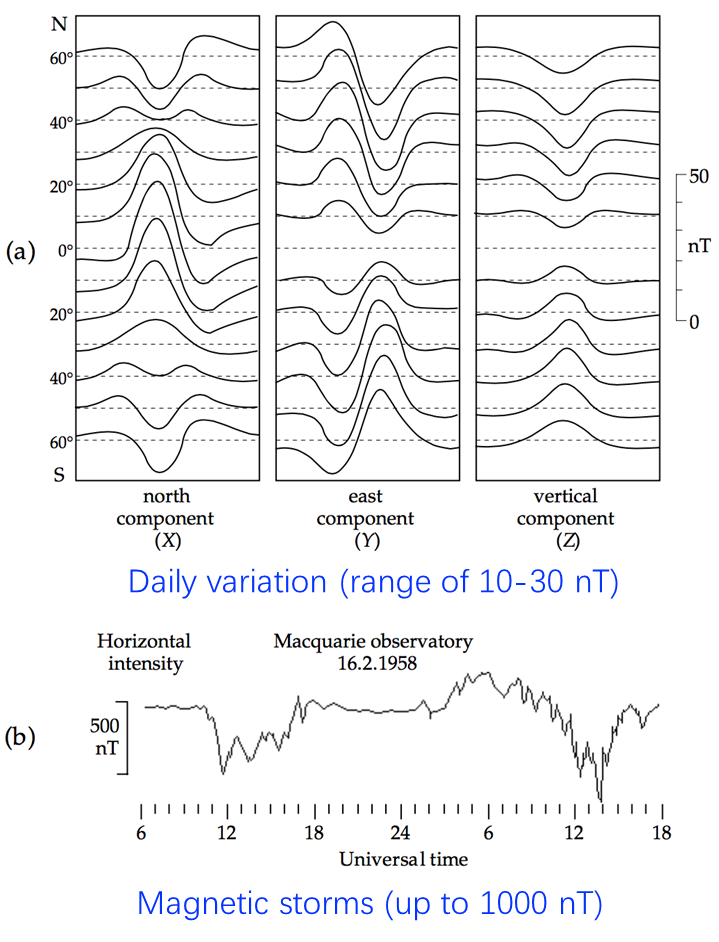 N
60°
40°
20°
(a)
0°
20°
40°
60°
S
50
nT
0
north
component
(X)
east
component
(Y)
vertical
component
(Z)
Daily variation (range of 10-30 nT)
Horizontal
intensity
Macquarie observatory
16.2.1958
(b)
500
nT
6 12 18 24 6 12 18
Universal time
Magnetic storms (up to 1000 nT)